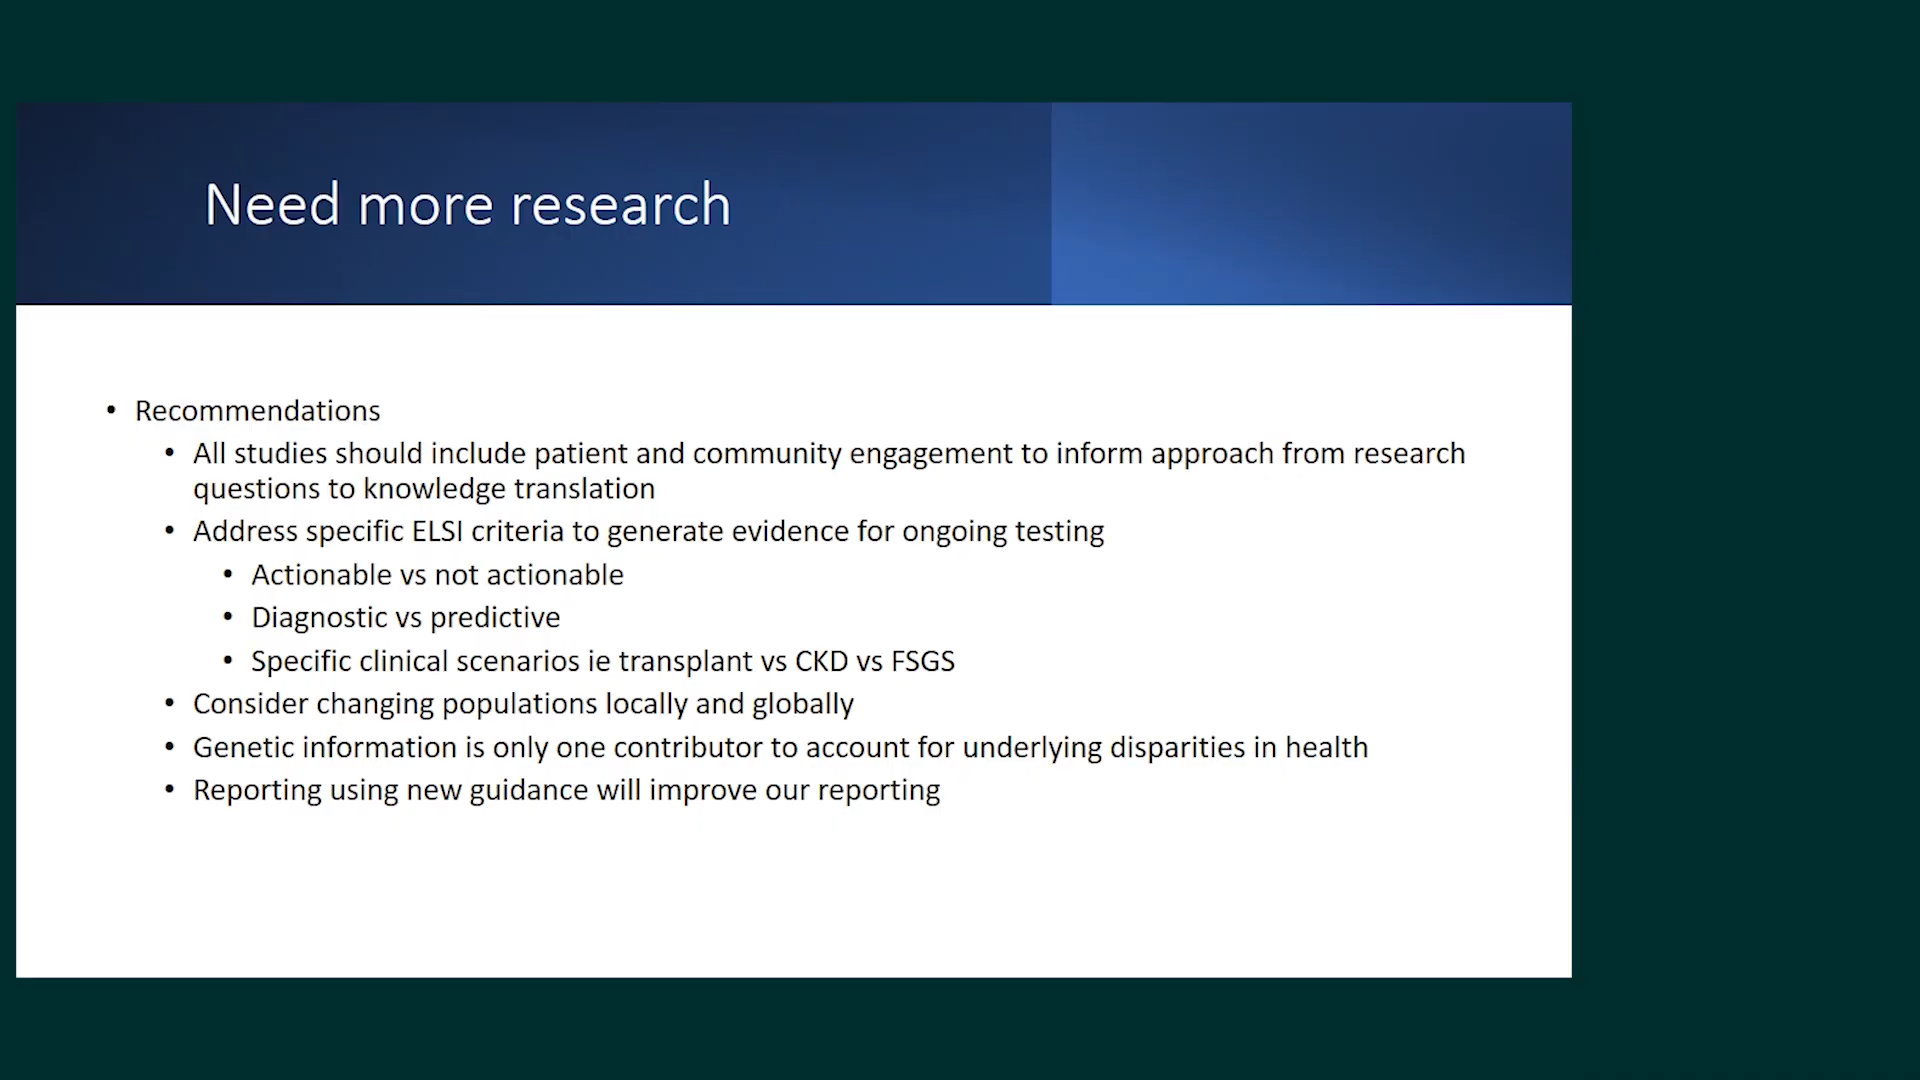 Need more research
• Recommendations
• All studies should include patient and community engagement to inform approach from research
questions to knowledge translation
• Address specific ELSI criteria to generate evidence for ongoing testing
• Actionable vs not actionable
• Diagnostic vs predictive
• Specific clinical scenarios ie transplant vs CKD vs FSGS
• Consider changing populations locally and globally
• Genetic information is only one contributor to account for underlying disparities in health
• Reporting using new guidance will improve our reporting